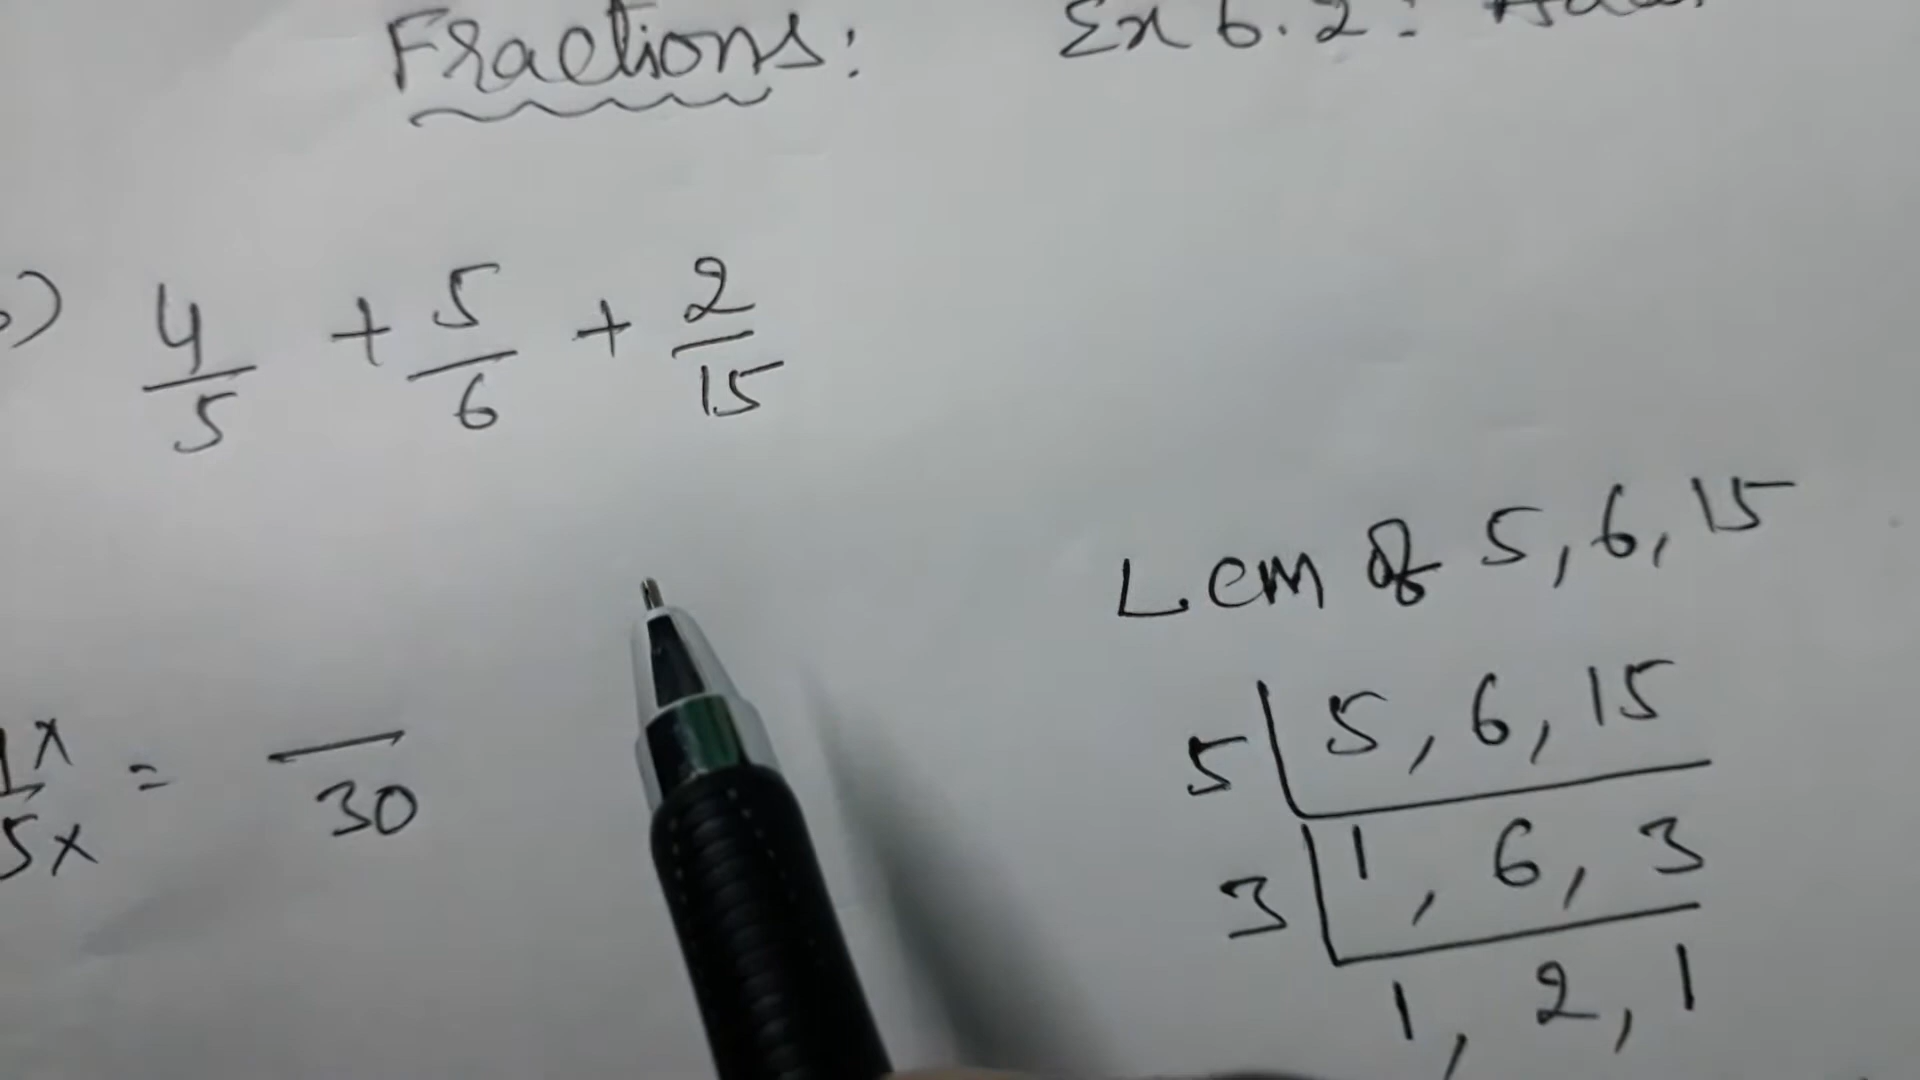 Fractions: Ex 6.2:
) 4/5 + 5/6 + 2/15
Lcm of 5, 6, 15
5 | 5, 6, 15
3 | 1, 6, 3
1, 2, 1
x/5x = /30